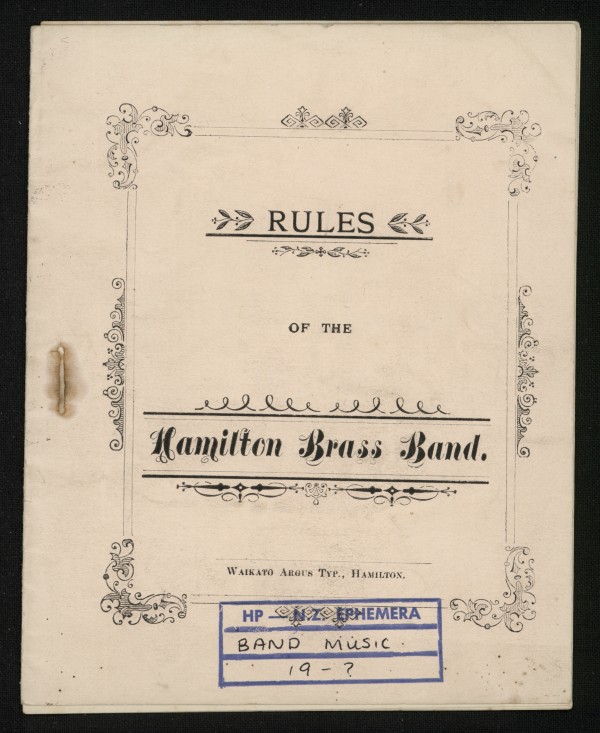 RULES
OF THE
Hamilton Brass Band.
WAIKATO ARGUS TYP., HAMILTON.
HP — N.Z. EPHEMERA
BAND MUSIC
19-?